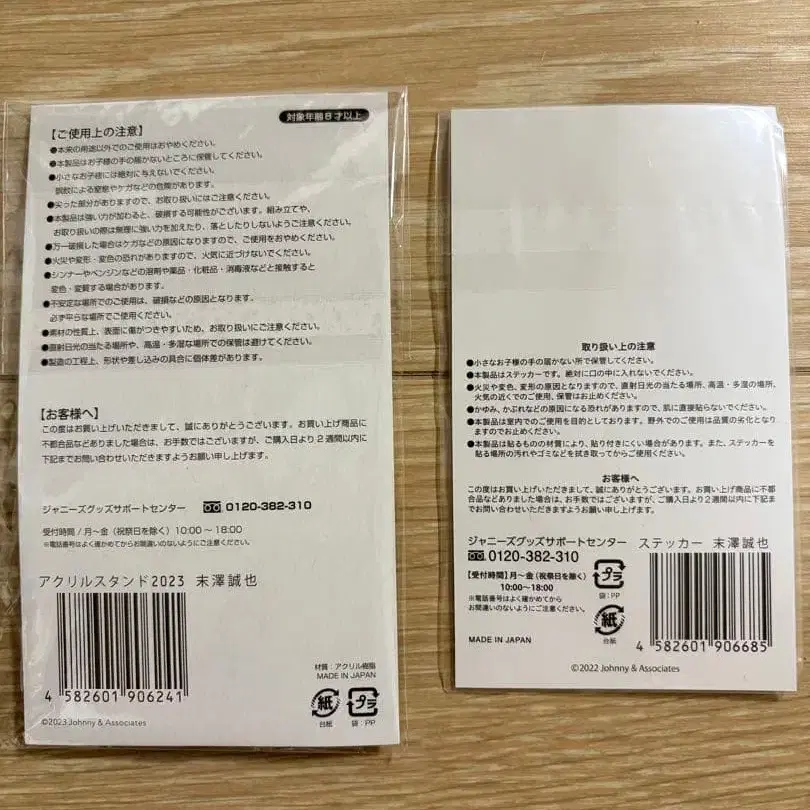 対象年齢8才以上
【ご使用上の注意】
●本来の用途以外でのご使用はおやめください。
●本製品はお子様の手の届かないところに保管してください。
●小さなお子様には絶対に与えないでください。
誤飲による窒息やケガなどの危険があります。
●尖った部分がありますので、お取り扱いにはご注意ください。
●本製品は強い力が加わると、破損する可能性がございます。組み立てや、
お取り扱いの際は無理に強い力を加えたり、落としたりしないようご注意ください。
●万一破損した場合はケガなどの原因になりますので、ご使用をおやめください。
●火災や変形・変色の恐れがありますので、火気に近づけないでください。
●シンナーやベンジンなどの溶剤や薬品・化粧品・消毒液などと接触すると
変色・変質する場合があります。
●不安定な場所でのご使用は、破損などの原因となります。
必ず平らな場所でご使用ください。
●素材の性質上、表面に傷がつきやすいため、お取り扱いにご注意ください。
●直射日光の当たる場所や、高温・多湿な場所での保管は避けてください。
●製造の工程上、形状や差し込みの具合に個体差があります。
【お客様へ】
この度はお買い上げいただきまして、誠にありがとうございます。お買い上げ商品に
不都合品などありました場合は、お手数ではございますが、ご購入日より2週間以内に
下記までお問い合わせいただきますようお願い申し上げます。
ジャニーズグッズサポートセンター 0120-382-310
受付時間/月～金(祝祭日を除く)10:00～18:00
※電話番号はよく確かめてからお間違いのないようにご注意ください。
アクリルスタンド2023 末澤誠也
4 582601 906241
材質:アクリル樹脂
MADE IN JAPAN
紙
台紙
プラ
袋:PP
©2023 Johnny & Associates
取り扱い上の注意
●小さなお子様の手の届かない所で保管してください。
●本製品はステッカーです。絶対に口の中に入れないでください。
●火災や変色、変形の原因となりますので、直射日光の当たる場所、高温・多湿の場所、
火気の近くでのご使用、保管はお止めください。
●かゆみ、かぶれなどの原因になる恐れがありますので、肌に直接貼らないでください。
●本製品は室内でのご使用を目的としております。野外でのご使用は品質の劣化となり
ますのでお止めください。
●本製品は貼るものの材質により、貼り付きにくい場合があります。また、ステッカーを
貼る場所の汚れやゴミなどを拭き取ってからご使用ください。
お客様へ
この度はお買い上げいただきまして、誠にありがとうございます。お買い上げ商品に不都
合品などありました場合は、お手数ではございますが、ご購入日より2週間以内に下記ま
でお問い合わせいただきますようお願い申し上げます。
ジャニーズグッズサポートセンター
0120-382-310
【受付時間】月～金(祝祭日を除く)
10:00～18:00
※電話番号はよく確かめてから
お間違いのないようにご注意ください。
MADE IN JAPAN
プラ
袋:PP
紙
台紙
ステッカー 末澤誠也
4 582601 906685
©2022 Johnny & Associates